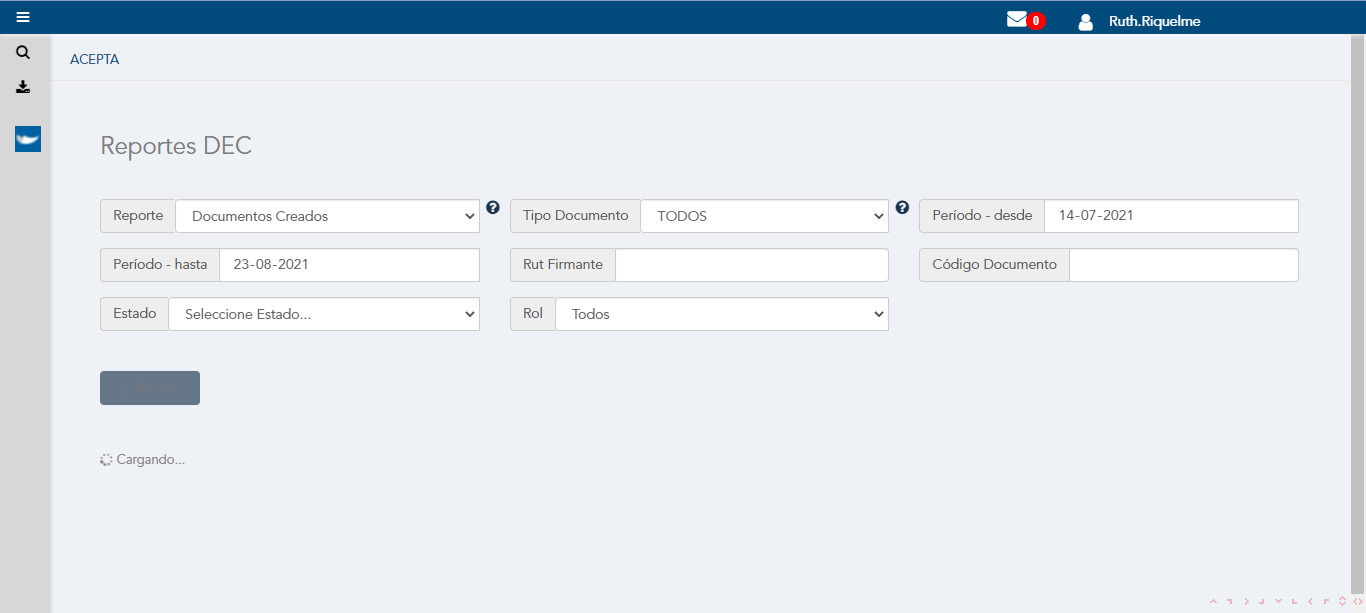 0 Ruth.Riquelme
ACEPTA
Reportes DEC
Reporte Documentos Creados Tipo Documento TODOS Período - desde 14-07-2021
Período - hasta 23-08-2021 Rut Firmante Código Documento
Estado Seleccione Estado... Rol Todos
Cargando...